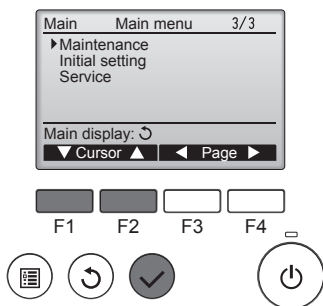 Main Main menu 3/3
Maintenance
Initial setting
Service
Main display:
Cursor Page
F1 F2 F3 F4